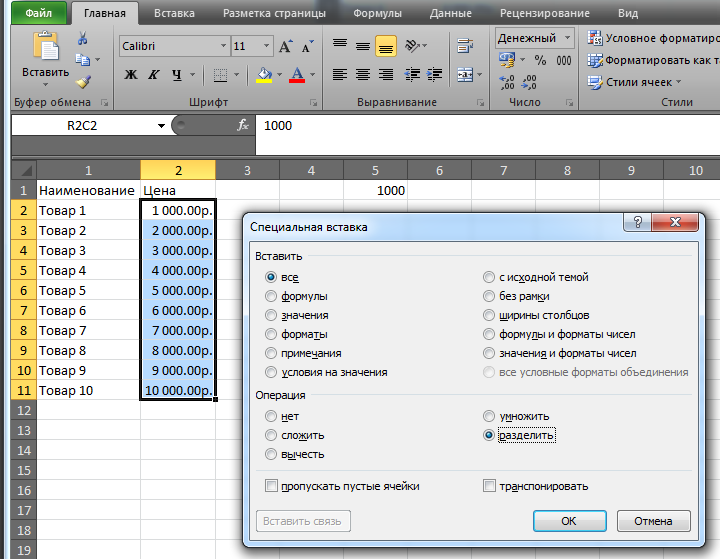 Файл Главная Вставка Разметка страницы Формулы Данные Рецензирование Вид
Calibri 11 Денежный Условное форматиро
Вставить Ж К Ч % 000 Форматировать как та
Стили ячеек
Буфер обмена Шрифт Выравнивание Число Стили
R2C2 fx 1000
1 2 3 4 5 6 7 8 9 10
1 Наименование Цена 1000
2 Товар 1 1 000.00р.
3 Товар 2 2 000.00р.
4 Товар 3 3 000.00р.
5 Товар 4 4 000.00р.
6 Товар 5 5 000.00р.
7 Товар 6 6 000.00р.
8 Товар 7 7 000.00р.
9 Товар 8 8 000.00р.
10 Товар 9 9 000.00р.
11 Товар 10 10 000.00р.
12
13
14
15
16
17
18
19
Специальная вставка
Вставить
все с исходной темой
формулы без рамки
значения ширины столбцов
форматы формулы и форматы чисел
примечания значения и форматы чисел
условия на значения все условные форматы объединения
Операция
нет умножить
сложить разделить
вычесть
пропускать пустые ячейки транспонировать
Вставить связь ОК Отмена